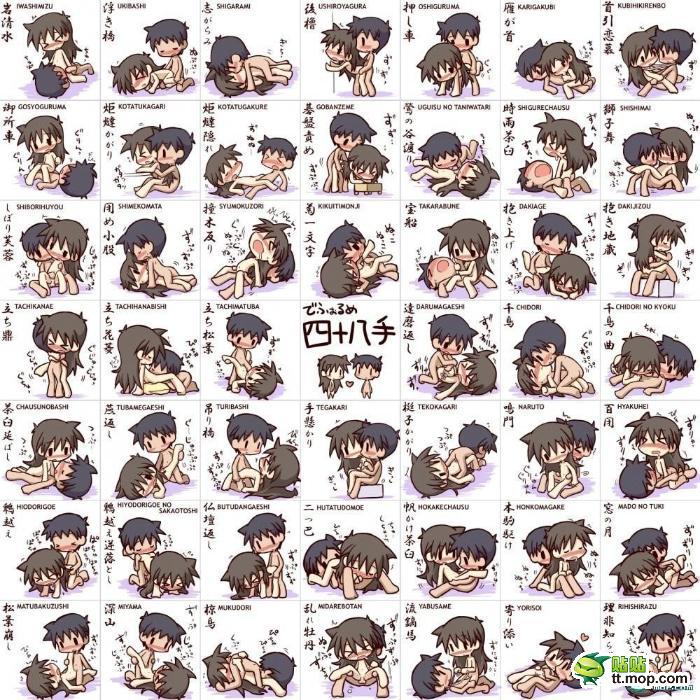 岩清水 IWASHIMIZU
浮き橋 UKIBASHI
志がらみ SHIGARAMI
後櫓 USHIROYAGURA
押し車 OSHIGURUMA
雁が首 KARIGAKUBI
首引恋慕 KUBIHIKIRENBO
御所車 GOSYOGURUMA
炬燵かがり KOTATUKAGARI
炬燵隠れ KOTATUGAKURE
碁盤責め GOBANZEME
鶯の谷渡り UGUISU NO TANIWATARI
時雨茶臼 SHIGURECHAUSU
獅子舞 SHISHIMAI
しぼり芙蓉 SHIBORIHUYOU
閉め小股 SHIMEKOMATA
撞木反り SYUMOKUZORI
菊一文字 KIKUITIMONJI
宝船 TAKARABUNE
抱き上げ DAKIAGE
抱き地蔵 DAKIJIZOU
立ち鼎 TACHIKANAE
立ち花菱 TACHIHANABISHI
立ち松葉 TACHIMATUBA
でふぉるめ
四十八手
達磨返し DARUMAGAESHI
千鳥 CHIDORI
千鳥の曲 CHIDORI NO KYOKU
茶臼延ばし CHAUSUNOBASHI
燕返し TUBAMEGAESHI
吊り橋 TURIBASHI
手懸かり TEGAKARI
梃子かがり TEKOKAGARI
鳴門 NARUTO
百閉 HYAKUHEI
鵯越え HIODORIGOE
鵯越え逆落とし HIYODORIGOE NO SAKAOTOSHI
仏壇返し BUTUDANGAESHI
二つ巴 HUTATUDOMOE
帆かけ茶臼 HOKAKECHAUSU
本駒駆け HONKOMAGAKE
窓の月 MADO NO TUKI
松葉崩し MATUBAKUZUSHI
深山 MIYAMA
椋鳥 MUKUDORI
乱れ牡丹 MIDAREBOTAN
流鏑馬 YABUSAME
寄り添い YORISOI
理非知ら RIHISHIRAZU
贴贴
tt.mop.com